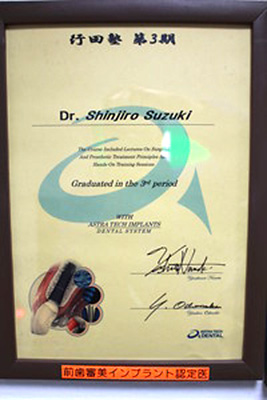 行田塾 第3期
Dr. Shinjiro Suzuki
The Course Included Lectures On Surgical
And Prosthetic Treatment Principles
Hands-On Training Sessions
Graduated in the 3rd period
WITH
ASTRA TECH IMPLANTS
DENTAL SYSTEM
ASTRA TECH
DENTAL
前歯審美インプラント認定医